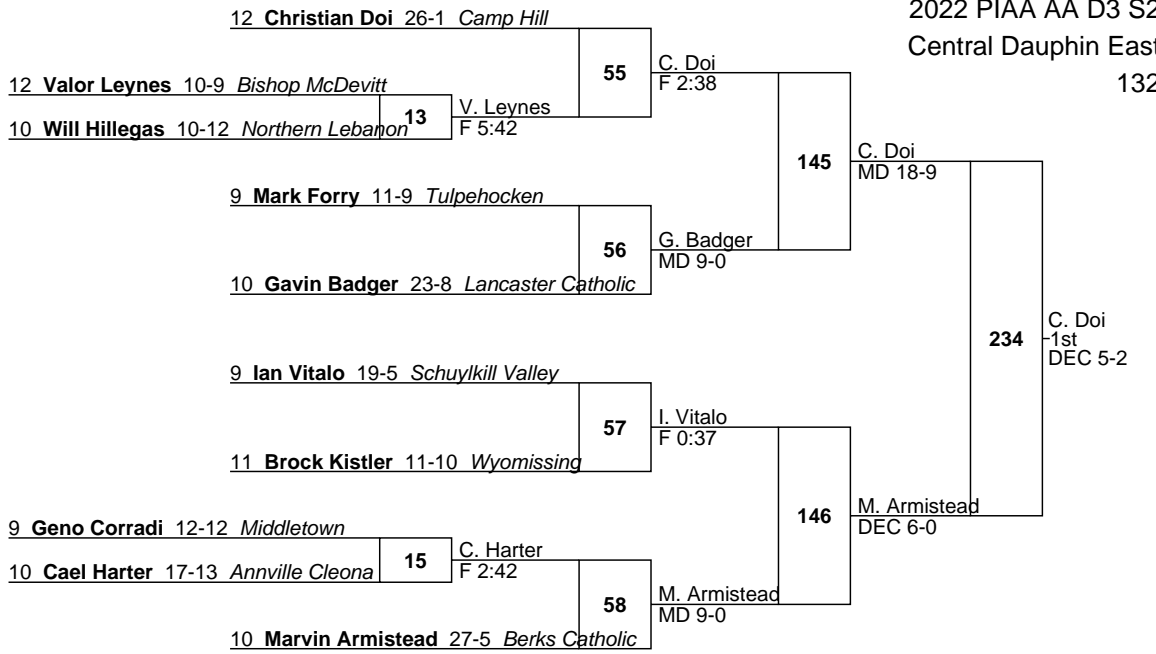 12 Christian Doi 26-1 Camp Hill
2022 PIAA AA D3 S2
Central Dauphin East
132
55
C. Doi
F 2:38
12 Valor Leynes 10-9 Bishop McDevitt
13
V. Leynes
F 5:42
10 Will Hillegas 10-12 Northern Lebanon
145
C. Doi
MD 18-9
9 Mark Forry 11-9 Tulpehocken
56
G. Badger
MD 9-0
10 Gavin Badger 23-8 Lancaster Catholic
234
C. Doi
1st
DEC 5-2
9 Ian Vitalo 19-5 Schuylkill Valley
57
I. Vitalo
F 0:37
11 Brock Kistler 11-10 Wyomissing
146
M. Armistead
DEC 6-0
9 Geno Corradi 12-12 Middletown
15
C. Harter
F 2:42
10 Cael Harter 17-13 Annville Cleona
58
M. Armistead
MD 9-0
10 Marvin Armistead 27-5 Berks Catholic